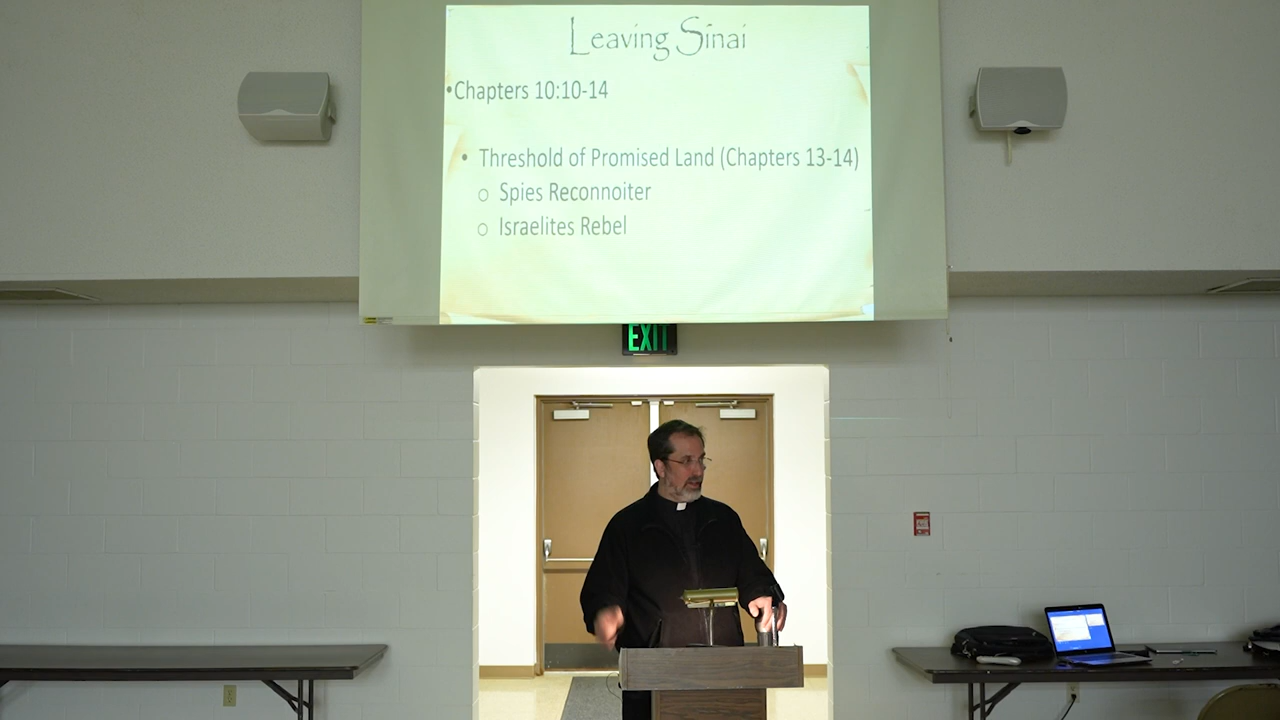 Leaving Sinai
•Chapters 10:10-14
• Threshold of Promised Land (Chapters 13-14)
o Spies Reconnoiter
o Israelites Rebel
EXIT